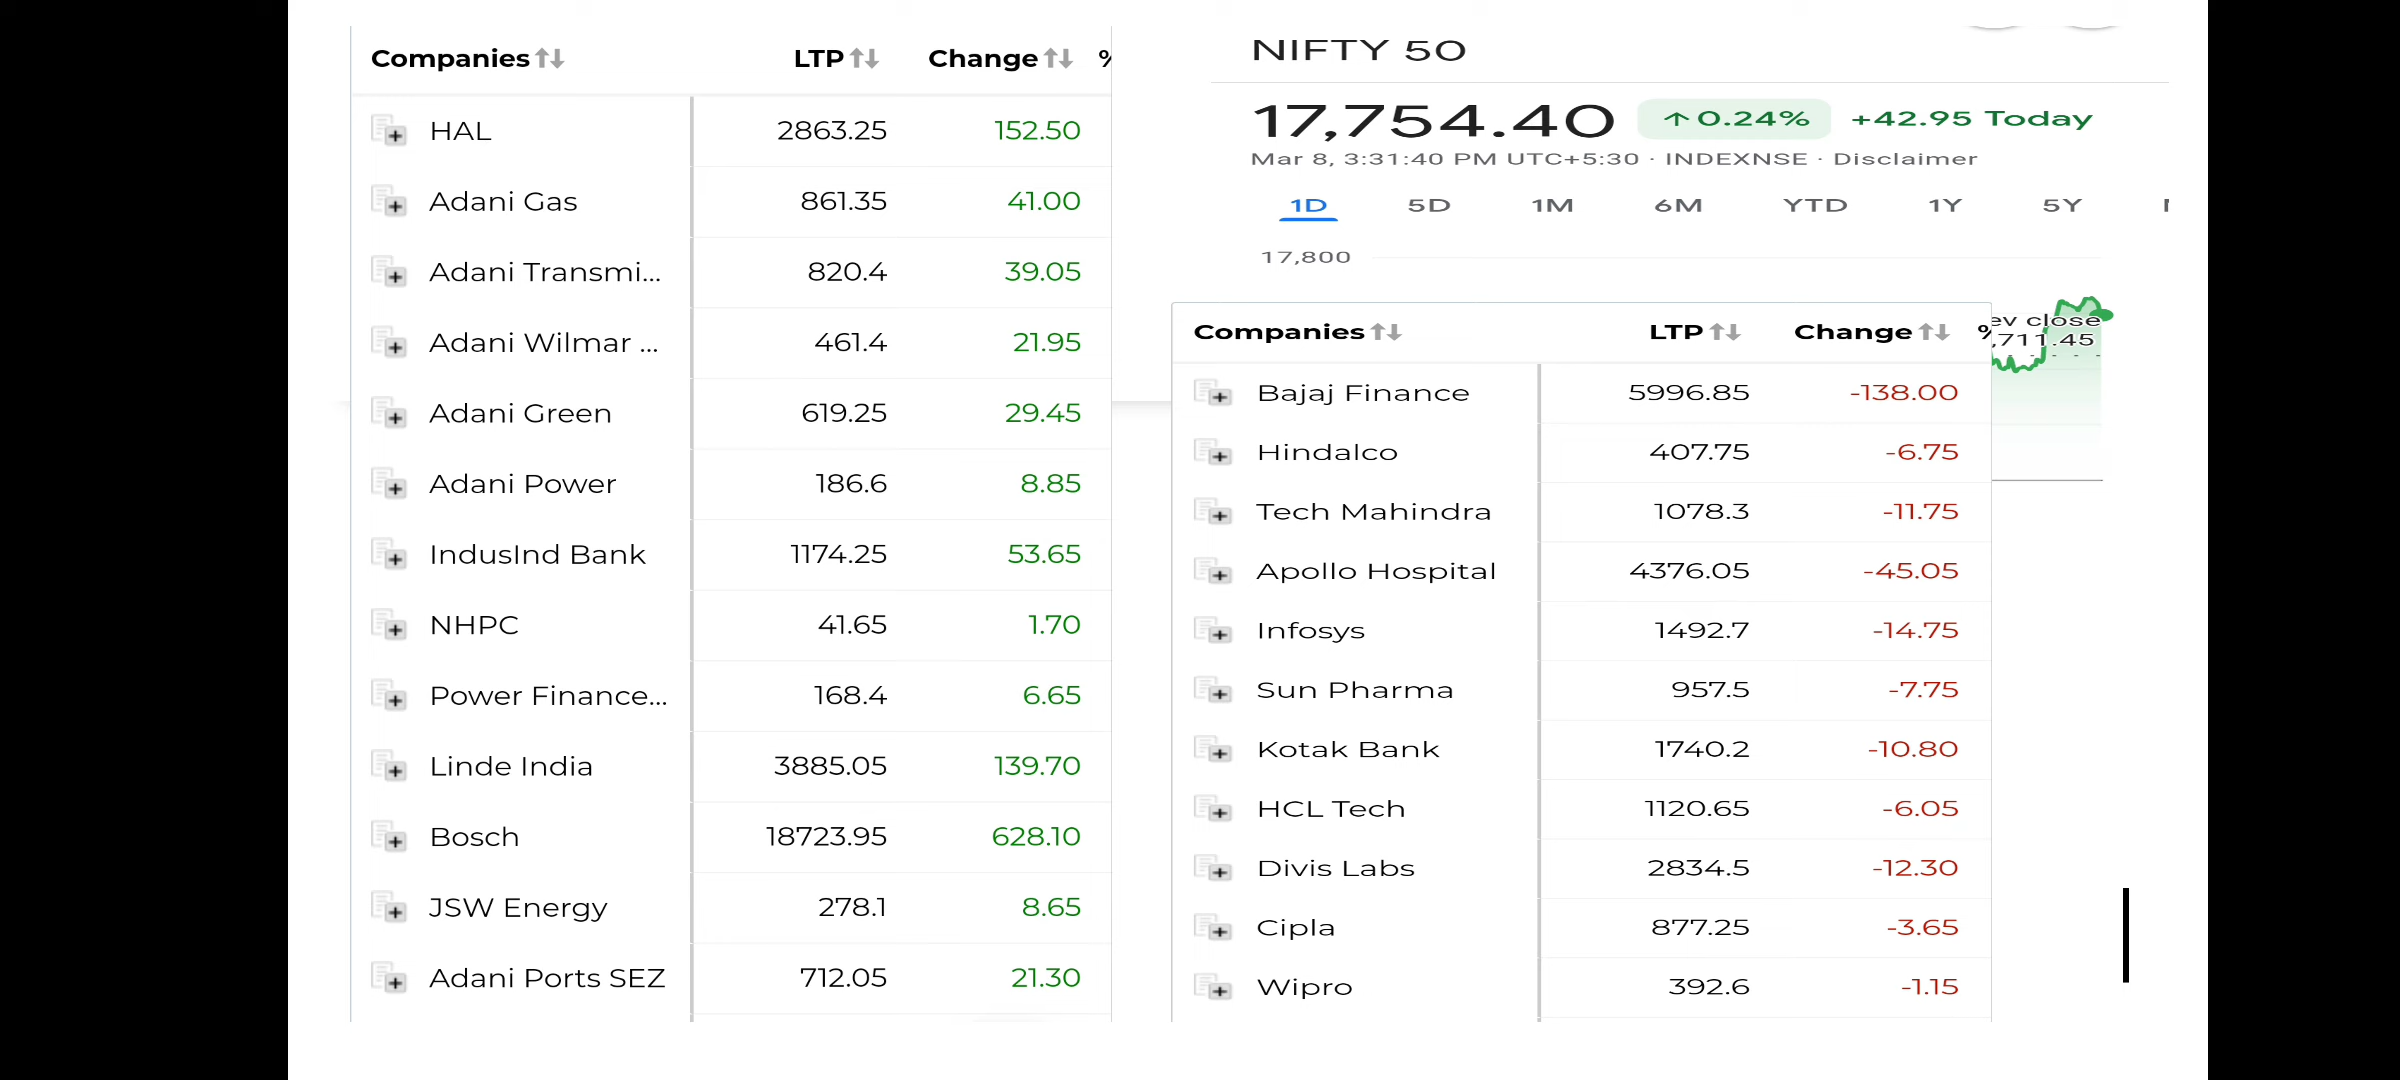 Companies LTP Change %
HAL 2863.25 152.50
Adani Gas 861.35 41.00
Adani Transmi... 820.4 39.05
Adani Wilmar ... 461.4 21.95
Adani Green 619.25 29.45
Adani Power 186.6 8.85
IndusInd Bank 1174.25 53.65
NHPC 41.65 1.70
Power Finance... 168.4 6.65
Linde India 3885.05 139.70
Bosch 18723.95 628.10
JSW Energy 278.1 8.65
Adani Ports SEZ 712.05 21.30
NIFTY 50
17,754.40 ↑ 0.24% +42.95 Today
Mar 8, 3:31:40 PM UTC+5:30 · INDEXNSE · Disclaimer
1D 5D 1M 6M YTD 1Y 5Y
17,800
ev close
,711.45
Companies LTP Change %
Bajaj Finance 5996.85 -138.00
Hindalco 407.75 -6.75
Tech Mahindra 1078.3 -11.75
Apollo Hospital 4376.05 -45.05
Infosys 1492.7 -14.75
Sun Pharma 957.5 -7.75
Kotak Bank 1740.2 -10.80
HCL Tech 1120.65 -6.05
Divis Labs 2834.5 -12.30
Cipla 877.25 -3.65
Wipro 392.6 -1.15